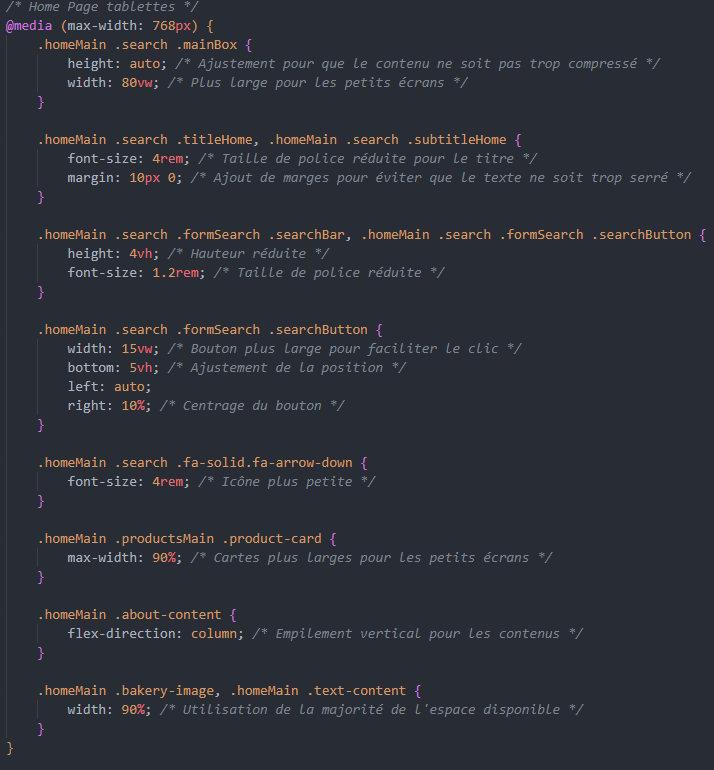 /* Home Page tablettes */
@media (max-width: 768px) {
.homeMain .search .mainBox {
height: auto; /* Ajustement pour que le contenu ne soit pas trop compressé */
width: 80vw; /* Plus large pour les petits écrans */
}
.homeMain .search .titleHome, .homeMain .search .subtitleHome {
font-size: 4rem; /* Taille de police réduite pour le titre */
margin: 10px 0; /* Ajout de marges pour éviter que le texte ne soit trop serré */
}
.homeMain .search .formSearch .searchBar, .homeMain .search .formSearch .searchButton {
height: 4vh; /* Hauteur réduite */
font-size: 1.2rem; /* Taille de police réduite */
}
.homeMain .search .formSearch .searchButton {
width: 15vw; /* Bouton plus large pour faciliter le clic */
bottom: 5vh; /* Ajustement de la position */
left: auto;
right: 10%; /* Centrage du bouton */
}
.homeMain .search .fa-solid.fa-arrow-down {
font-size: 4rem; /* Icône plus petite */
}
.homeMain .productsMain .product-card {
max-width: 90%; /* Cartes plus larges pour les petits écrans */
}
.homeMain .about-content {
flex-direction: column; /* Empilement vertical pour les contenus */
}
.homeMain .bakery-image, .homeMain .text-content {
width: 90%; /* Utilisation de la majorité de l'espace disponible */
}
}